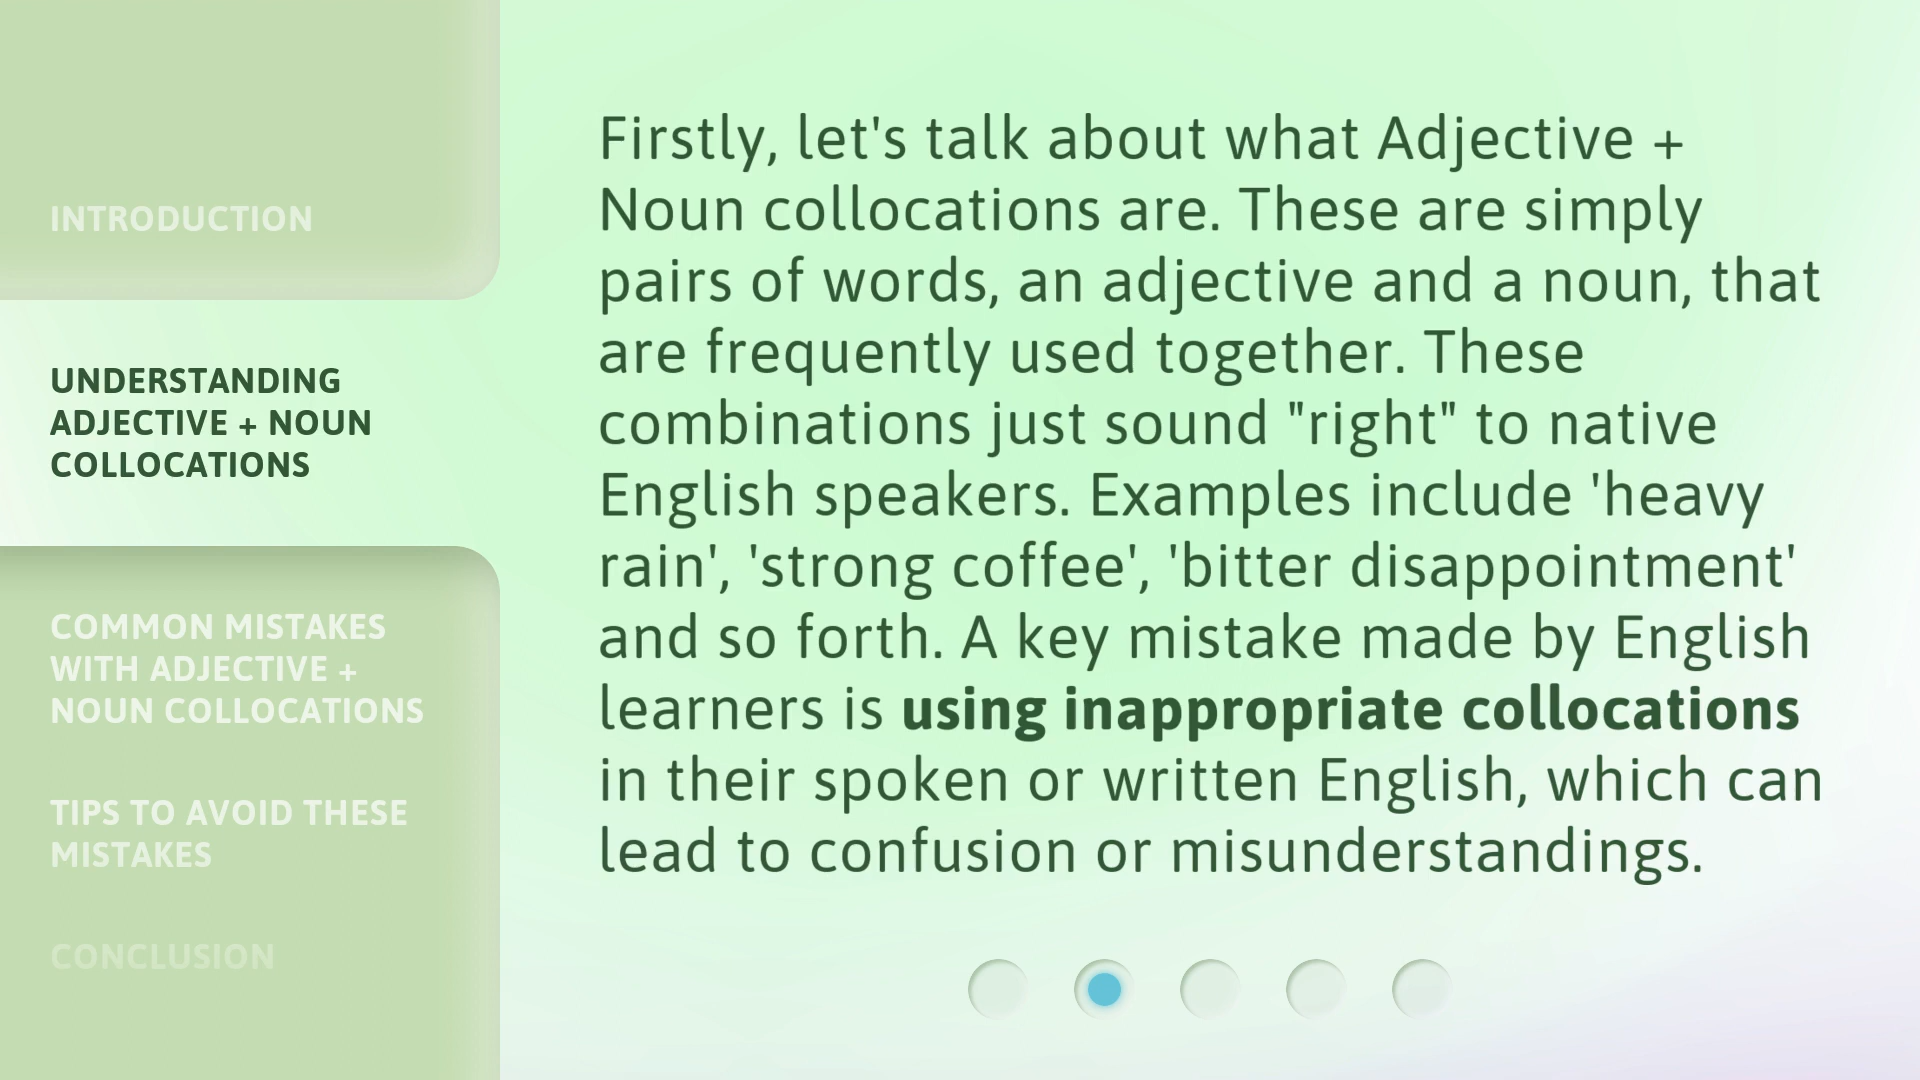 INTRODUCTION
UNDERSTANDING
ADJECTIVE + NOUN
COLLOCATIONS
COMMON MISTAKES
WITH ADJECTIVE +
NOUN COLLOCATIONS
TIPS TO AVOID THESE
MISTAKES
CONCLUSION
Firstly, let's talk about what Adjective +
Noun collocations are. These are simply
pairs of words, an adjective and a noun, that
are frequently used together. These
combinations just sound "right" to native
English speakers. Examples include 'heavy
rain', 'strong coffee', 'bitter disappointment'
and so forth. A key mistake made by English
learners is using inappropriate collocations
in their spoken or written English, which can
lead to confusion or misunderstandings.